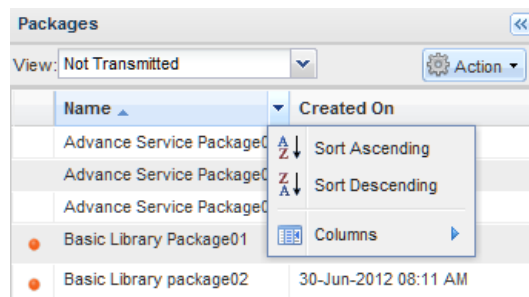 Packages
View: Not Transmitted Action
Name Created On
Advance Service Package0
Sort Ascending
Advance Service Package0
Sort Descending
Advance Service Package0
Basic Library Package01
Columns
Basic Library package02 30-Jun-2012 08:11 AM